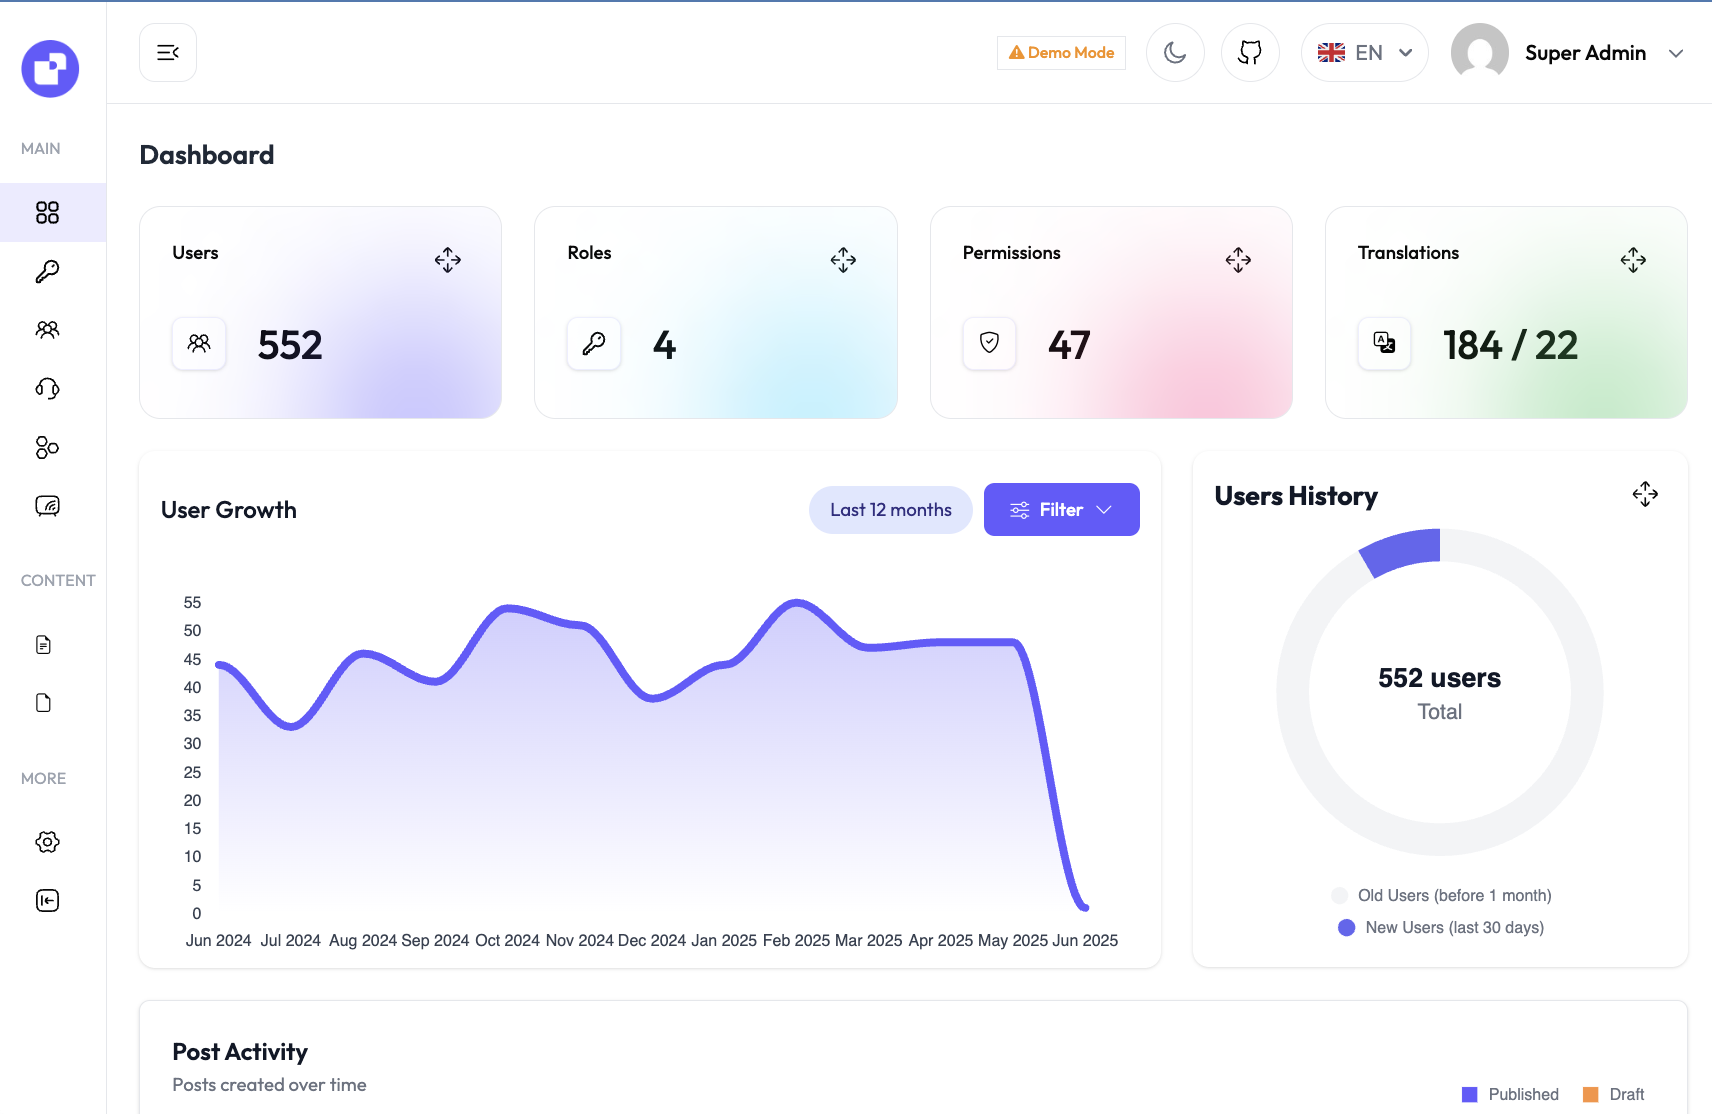 Demo Mode
EN
Super Admin
MAIN
CONTENT
MORE
Dashboard
Users
552
Roles
4
Permissions
47
Translations
184 / 22
User Growth
Last 12 months
Filter
55
50
45
40
35
30
25
20
15
10
5
0
Jun 2024 Jul 2024 Aug 2024 Sep 2024 Oct 2024 Nov 2024 Dec 2024 Jan 2025 Feb 2025 Mar 2025 Apr 2025 May 2025 Jun 2025
Users History
552 users
Total
Old Users (before 1 month)
New Users (last 30 days)
Post Activity
Posts created over time
Published
Draft